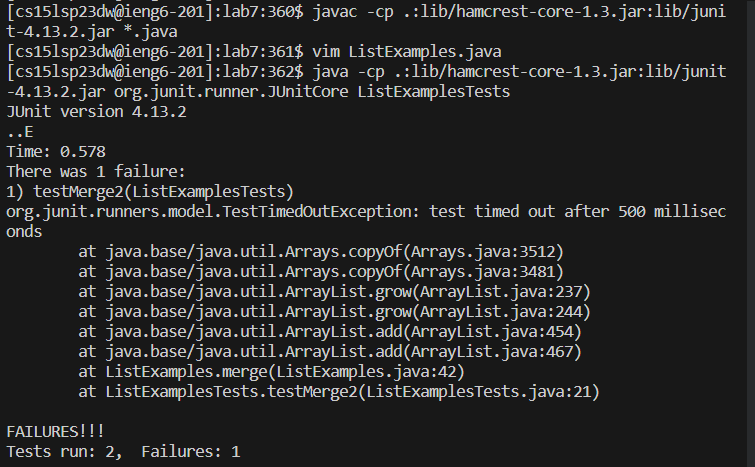 [cs15lsp23dw@ieng6-201]:lab7:360$ javac -cp .:lib/hamcrest-core-1.3.jar:lib/juni
t-4.13.2.jar *.java
[cs15lsp23dw@ieng6-201]:lab7:361$ vim ListExamples.java
[cs15lsp23dw@ieng6-201]:lab7:362$ java -cp .:lib/hamcrest-core-1.3.jar:lib/junit
-4.13.2.jar org.junit.runner.JUnitCore ListExamplesTests
JUnit version 4.13.2
..E
Time: 0.578
There was 1 failure:
1) testMerge2(ListExamplesTests)
org.junit.runners.model.TestTimedOutException: test timed out after 500 millisec
onds
        at java.base/java.util.Arrays.copyOf(Arrays.java:3512)
        at java.base/java.util.Arrays.copyOf(Arrays.java:3481)
        at java.base/java.util.ArrayList.grow(ArrayList.java:237)
        at java.base/java.util.ArrayList.grow(ArrayList.java:244)
        at java.base/java.util.ArrayList.add(ArrayList.java:454)
        at java.base/java.util.ArrayList.add(ArrayList.java:467)
        at ListExamples.merge(ListExamples.java:42)
        at ListExamplesTests.testMerge2(ListExamplesTests.java:21)

FAILURES!!!
Tests run: 2,  Failures: 1